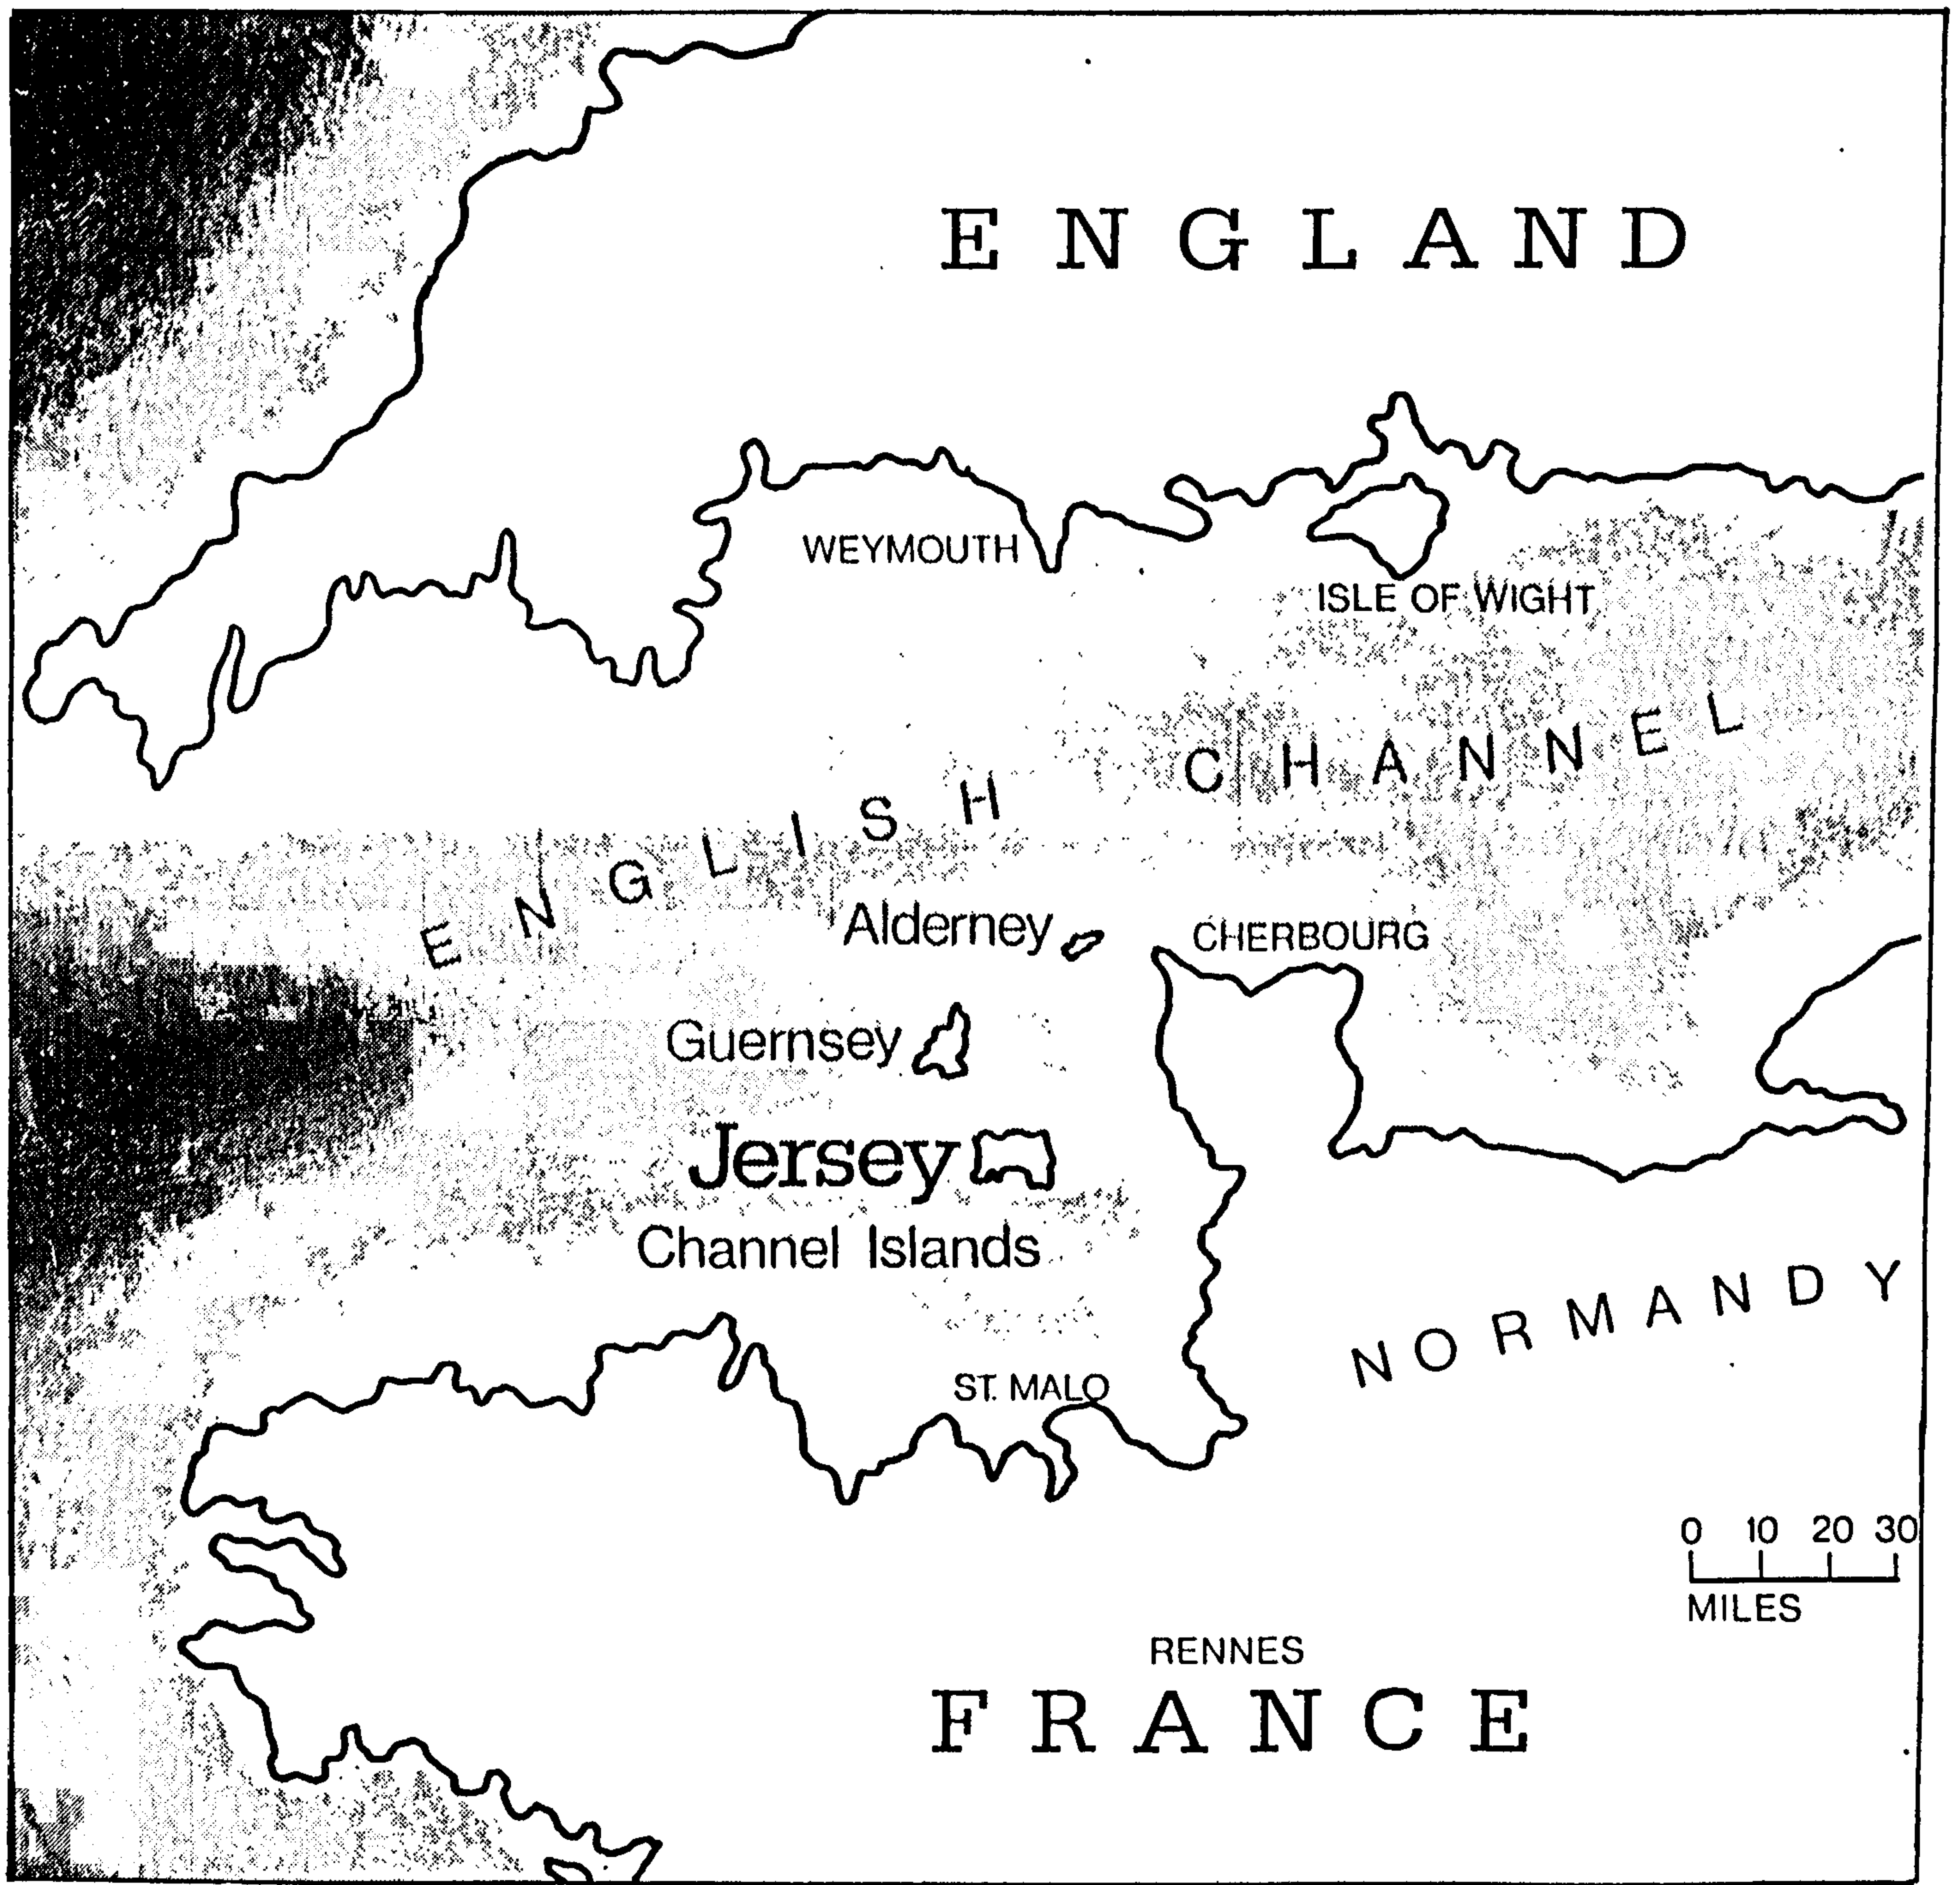 ENGLAND
WEYMOUTH
ISLE OF WIGHT
ENGLISH CHANNEL
Alderney
CHERBOURG
Guernsey
Jersey
Channel Islands
NORMANDY
ST. MALO
0 10 20 30
MILES
RENNES
FRANCE